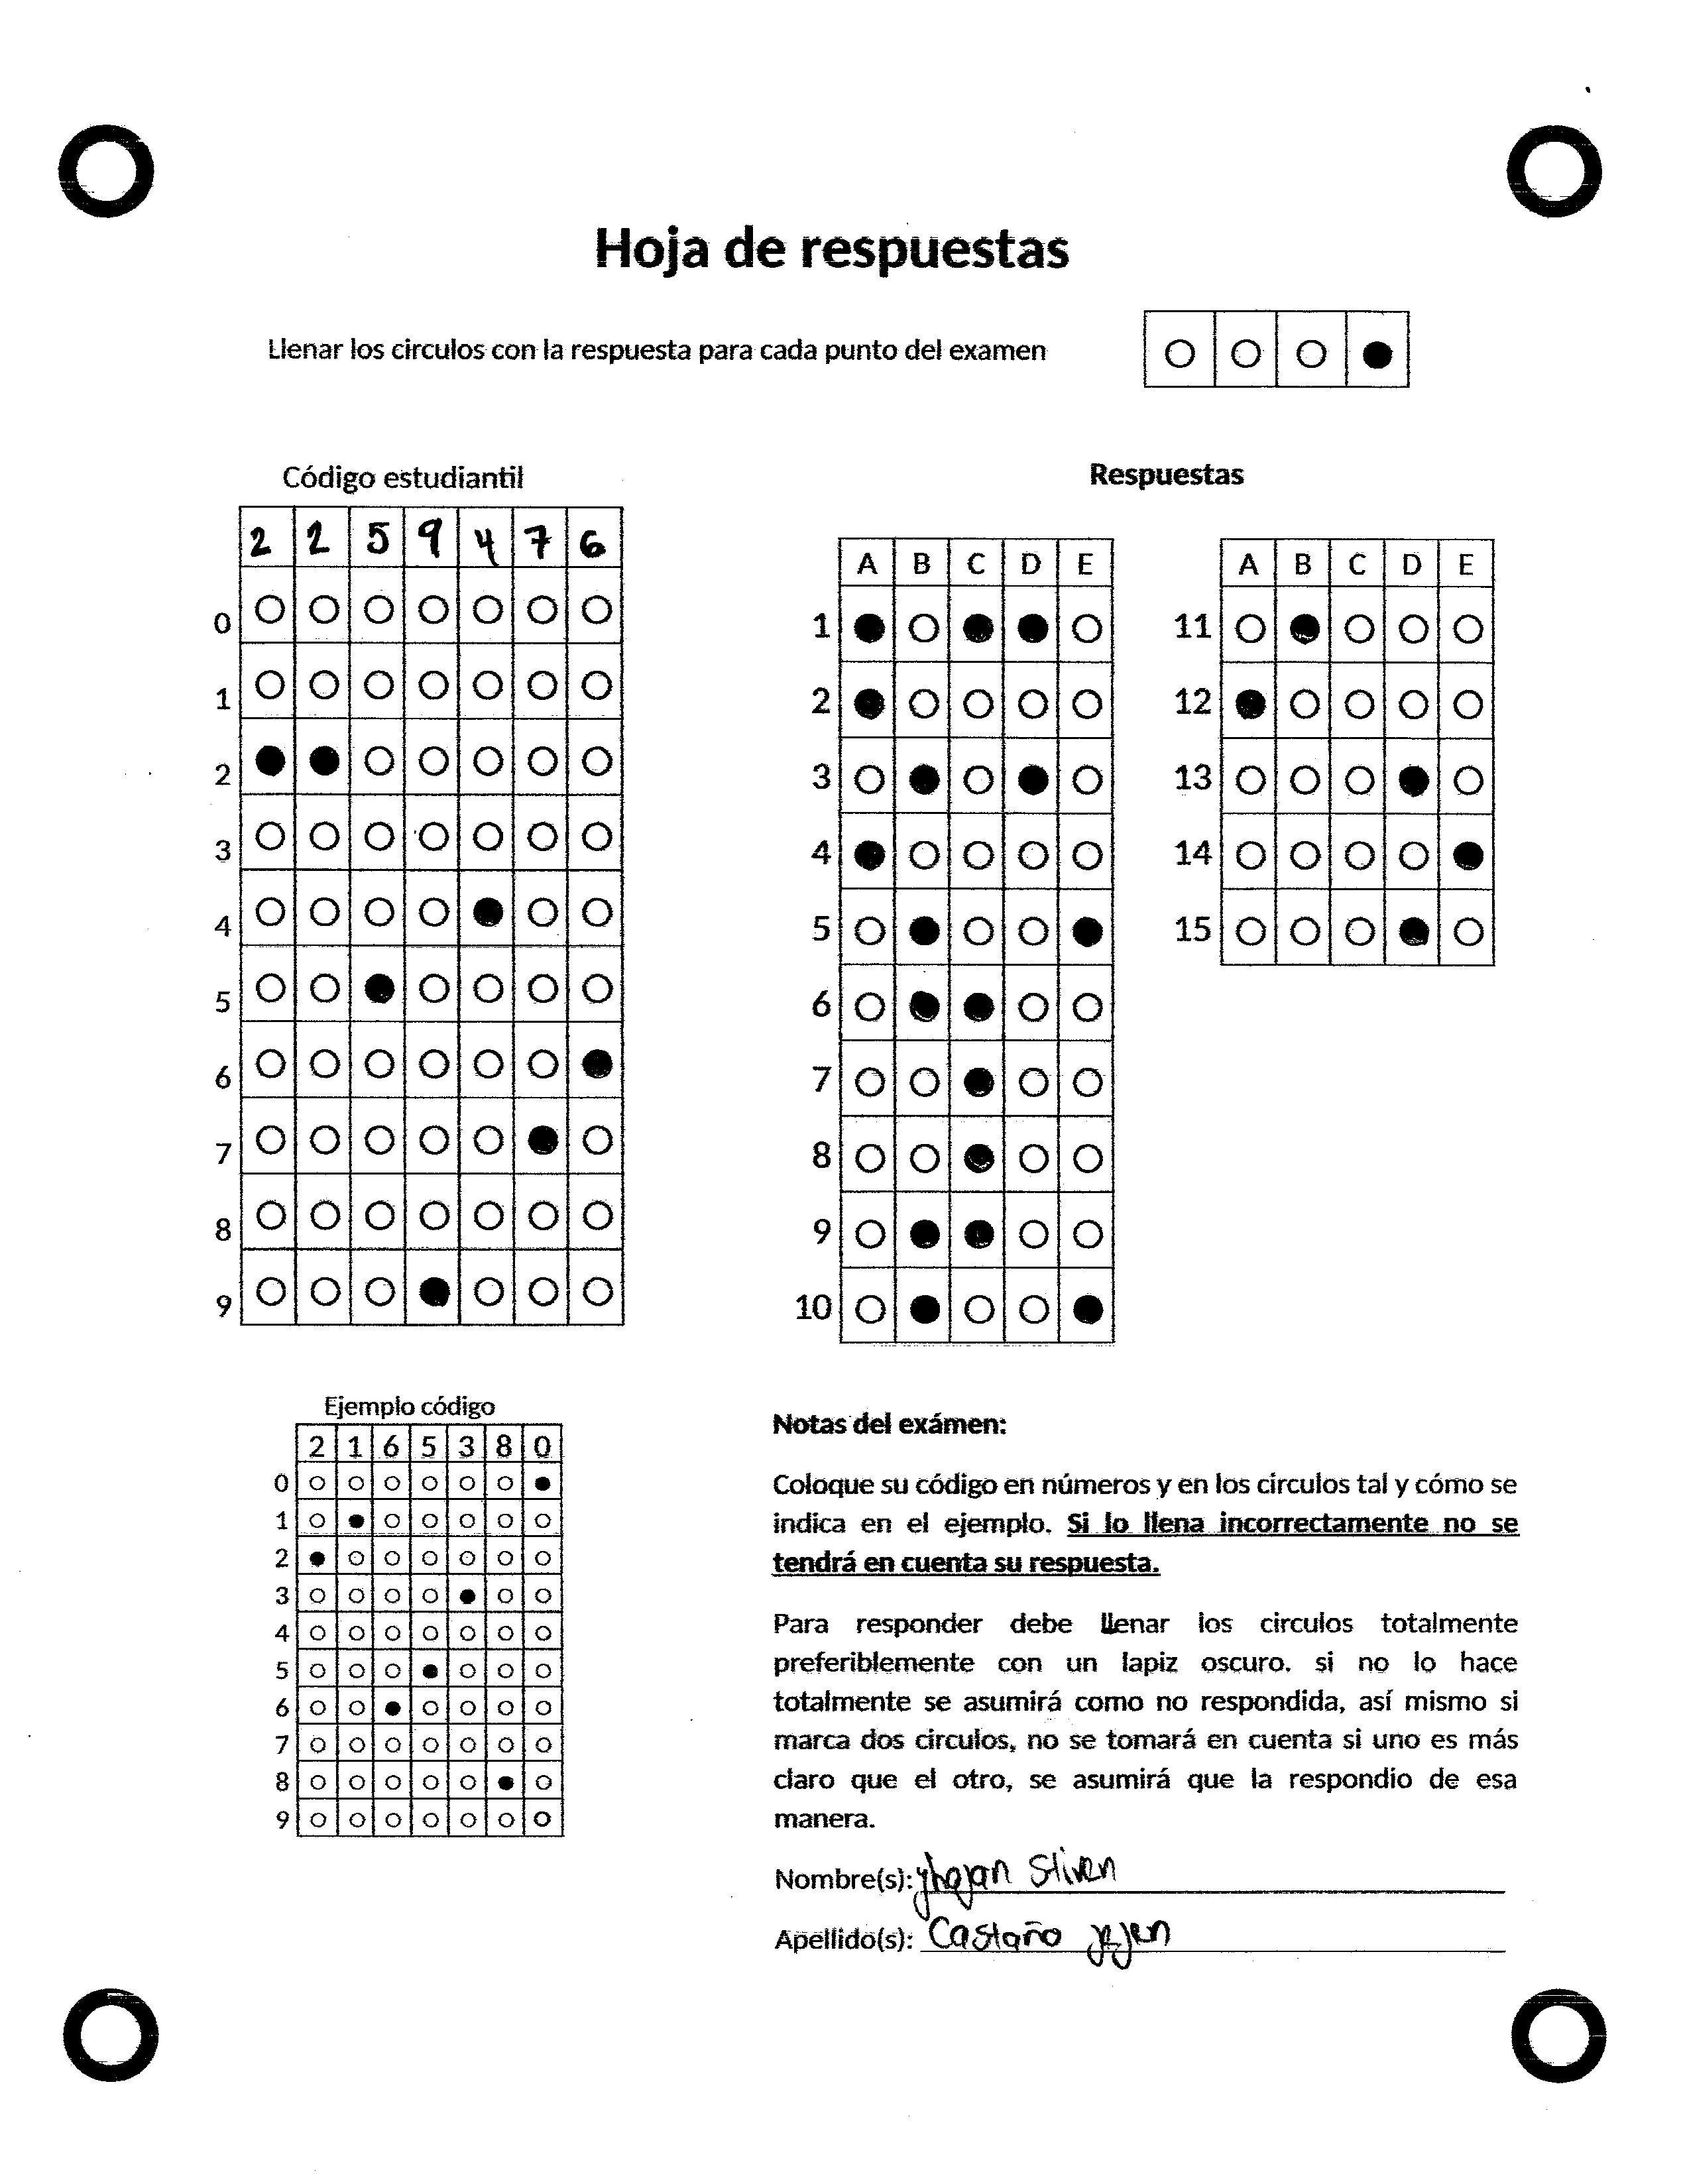 Hoja de respuestas
Llenar los circulos con la respuesta para cada punto del examen
Código estudiantil
2 2 5 9 4 7 6
0
1
2
3
4
5
6
7
8
9
Respuestas
A B C D E
1
2
3
4
5
6
7
8
9
10
A B C D E
11
12
13
14
15
Ejemplo código
2 1 6 5 3 8 0
0
1
2
3
4
5
6
7
8
9
Notas del exámen:
Coloque su código en números y en los circulos tal y cómo se
indica en el ejemplo. Si lo llena incorrectamente no se
tendrá en cuenta su respuesta.
Para responder debe llenar los circulos totalmente
preferiblemente con un lapiz oscuro. si no lo hace
totalmente se asumirá como no respondida, así mismo si
marca dos circulos, no se tomará en cuenta si uno es más
claro que el otro, se asumirá que la respondio de esa
manera.
Nombre(s): yhojan Stiven
Apellido(s): Castaño yejen